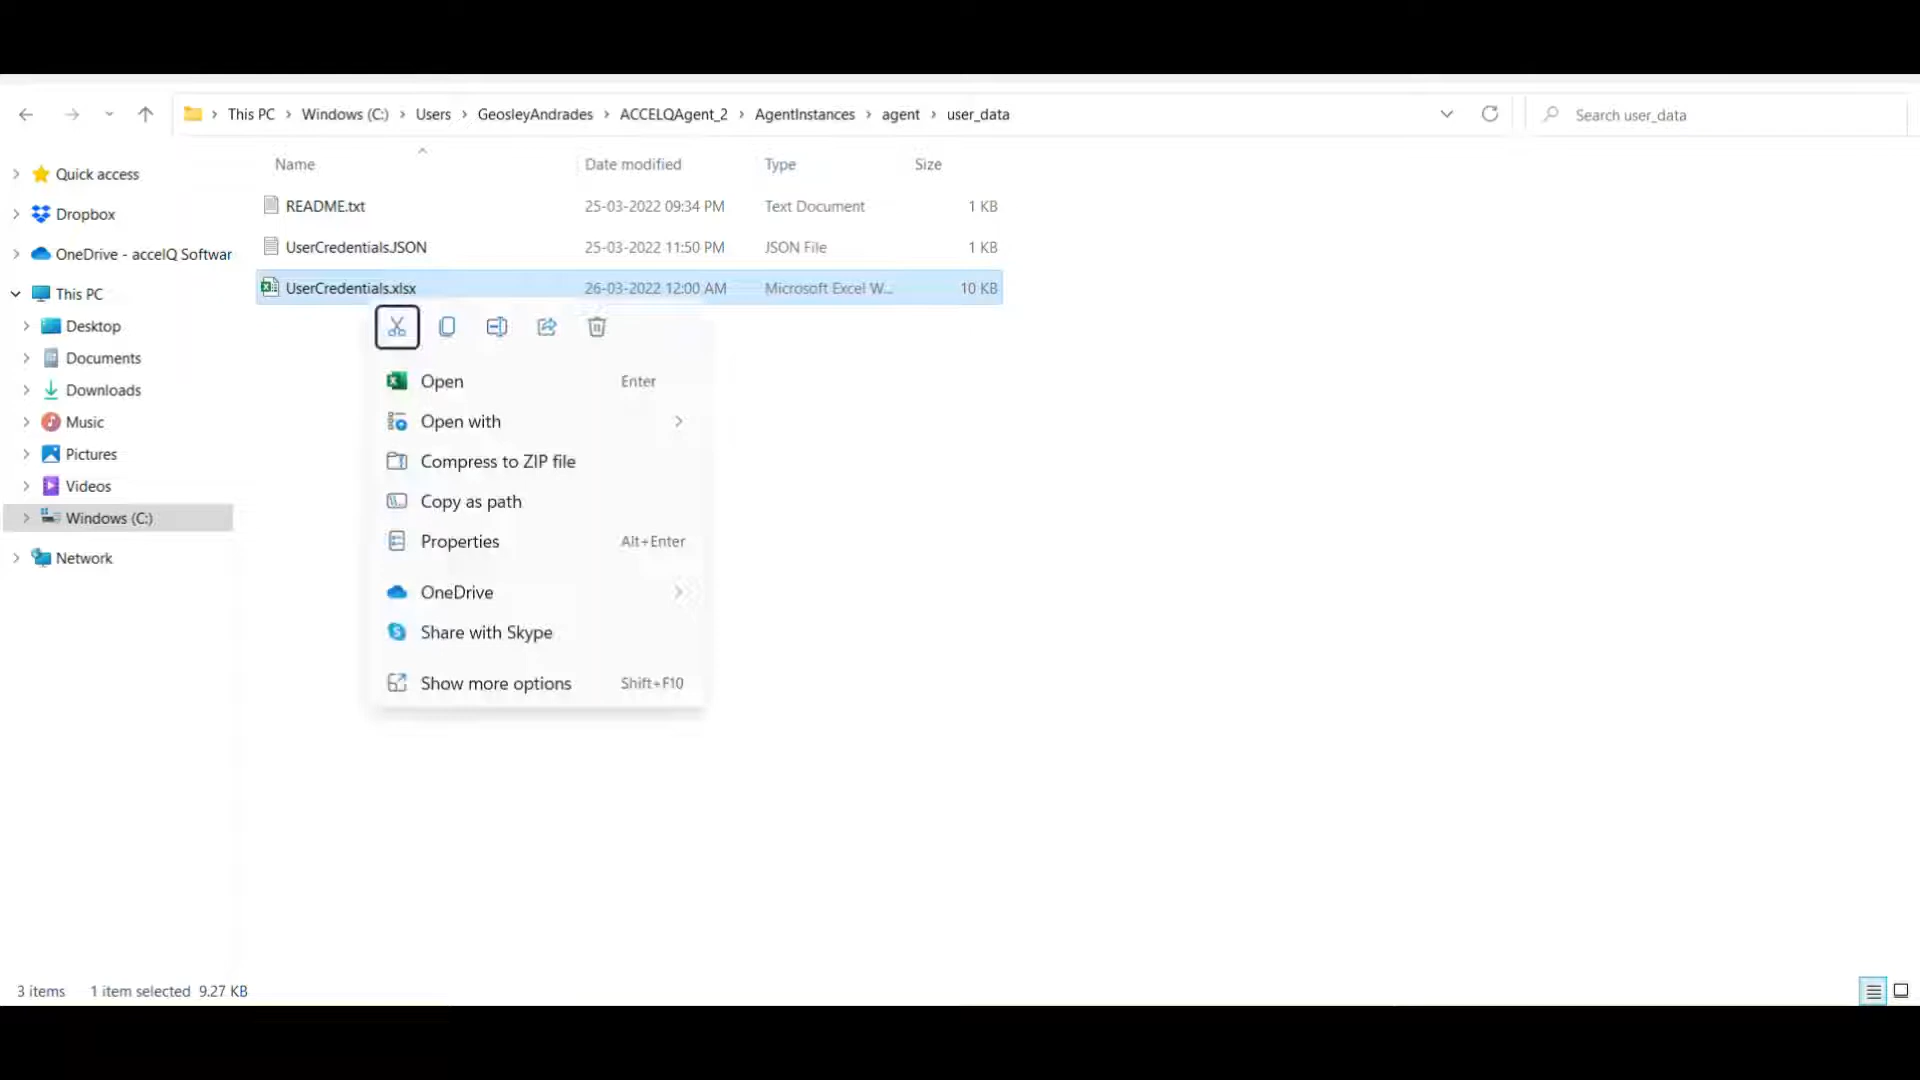 This PC > Windows (C:) > Users > GeosleyAndrades > ACCELQAgent_2 > AgentInstances > agent > user_data
Search user_data
Quick access
Dropbox
OneDrive - accelQ Softwar
This PC
Desktop
Documents
Downloads
Music
Pictures
Videos
Windows (C:)
Network
Name Date modified Type Size
README.txt 25-03-2022 09:34 PM Text Document 1 KB
UserCredentials.JSON 25-03-2022 11:50 PM JSON File 1 KB
UserCredentials.xlsx 26-03-2022 12:00 AM Microsoft Excel W... 10 KB
Open Enter
Open with
Compress to ZIP file
Copy as path
Properties Alt+Enter
OneDrive
Share with Skype
Show more options Shift+F10
3 items 1 item selected 9.27 KB